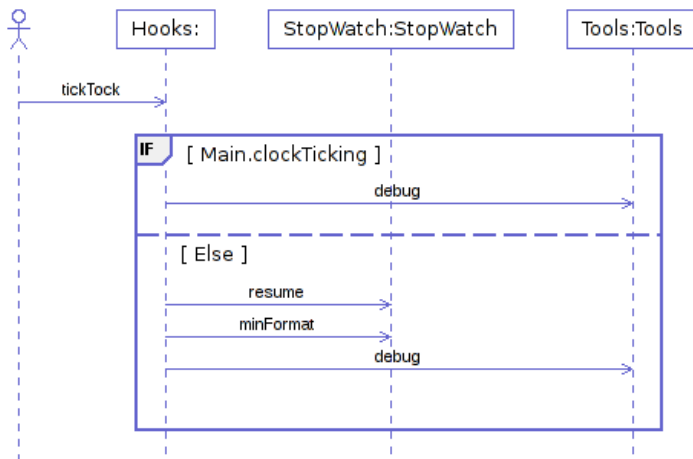 Hooks:
StopWatch:StopWatch
Tools:Tools
tickTock
IF
[ Main.clockTicking ]
debug
[ Else ]
resume
minFormat
debug